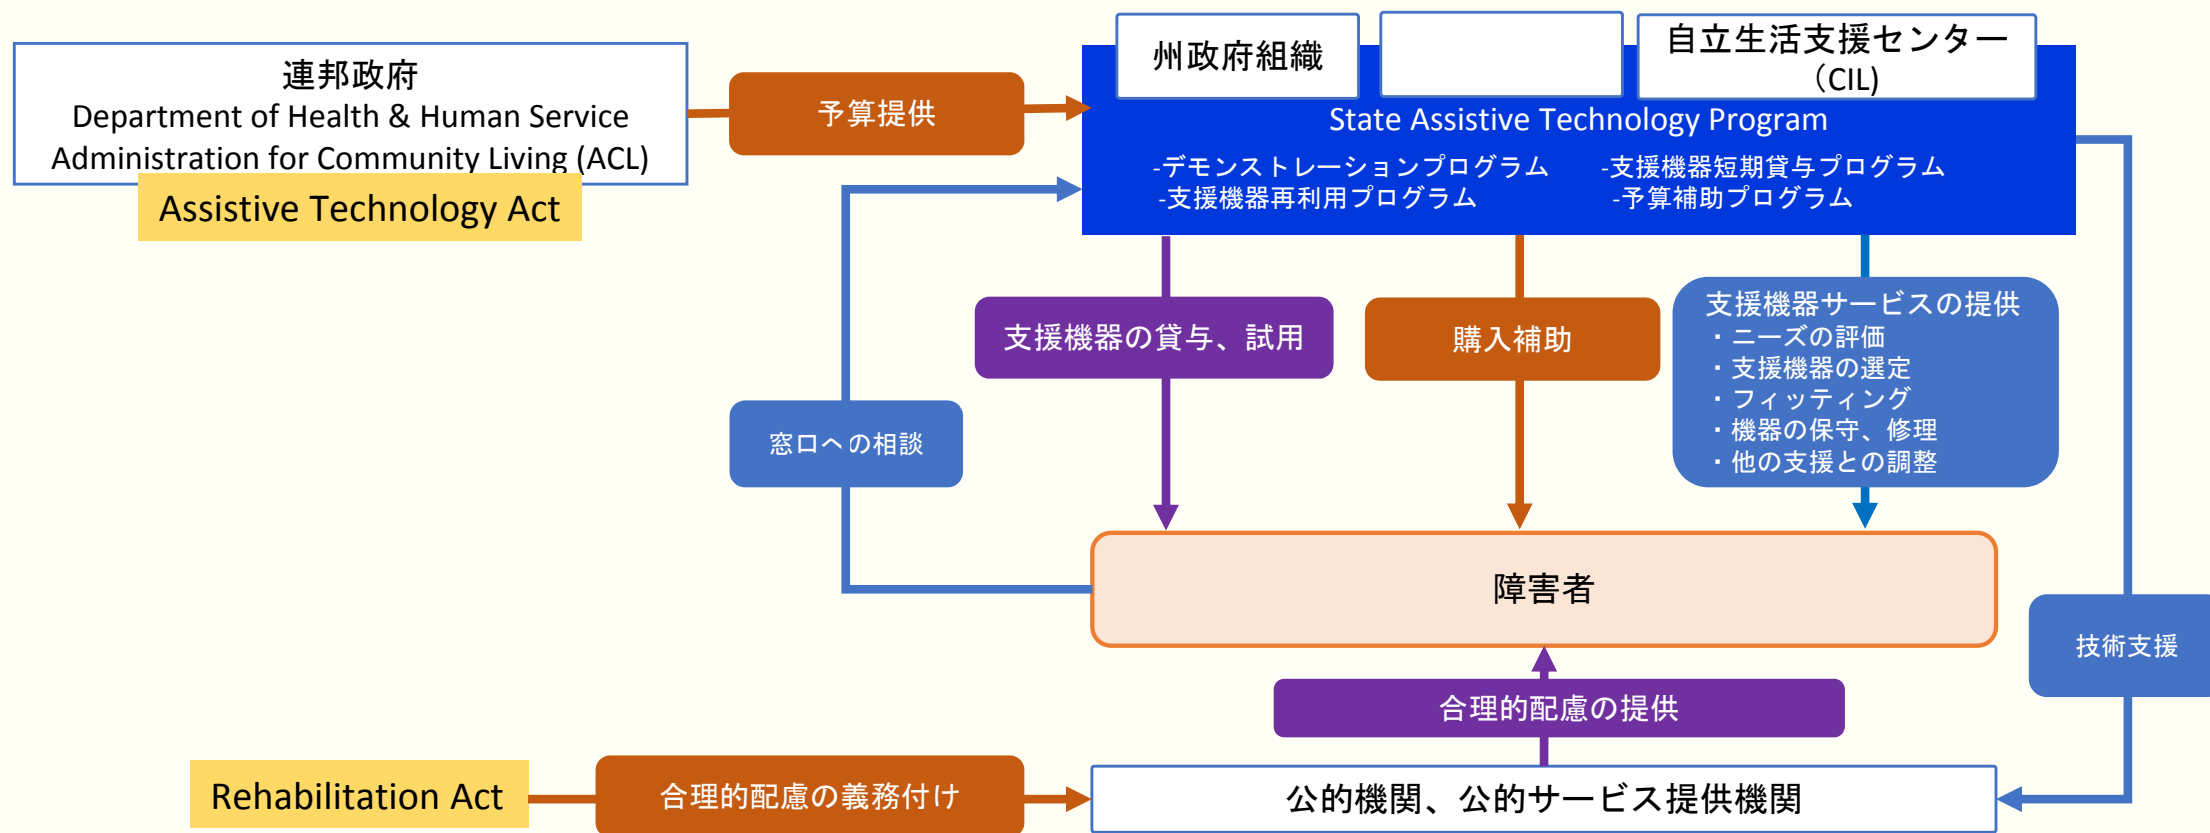 連邦政府
Department of Health & Human Service
Administration for Community Living (ACL)
Assistive Technology Act
予算提供
州政府組織
自立生活支援センター
（CIL)
State Assistive Technology Program
-デモンストレーションプログラム
-支援機器短期貸与プログラム
-支援機器再利用プログラム
-予算補助プログラム
支援機器の貸与、試用
購入補助
支援機器サービスの提供
・ニーズの評価
・支援機器の選定
・フィッティング
・機器の保守、修理
・他の支援との調整
窓口への相談
障害者
技術支援
合理的配慮の提供
Rehabilitation Act
合理的配慮の義務付け
公的機関、公的サービス提供機関